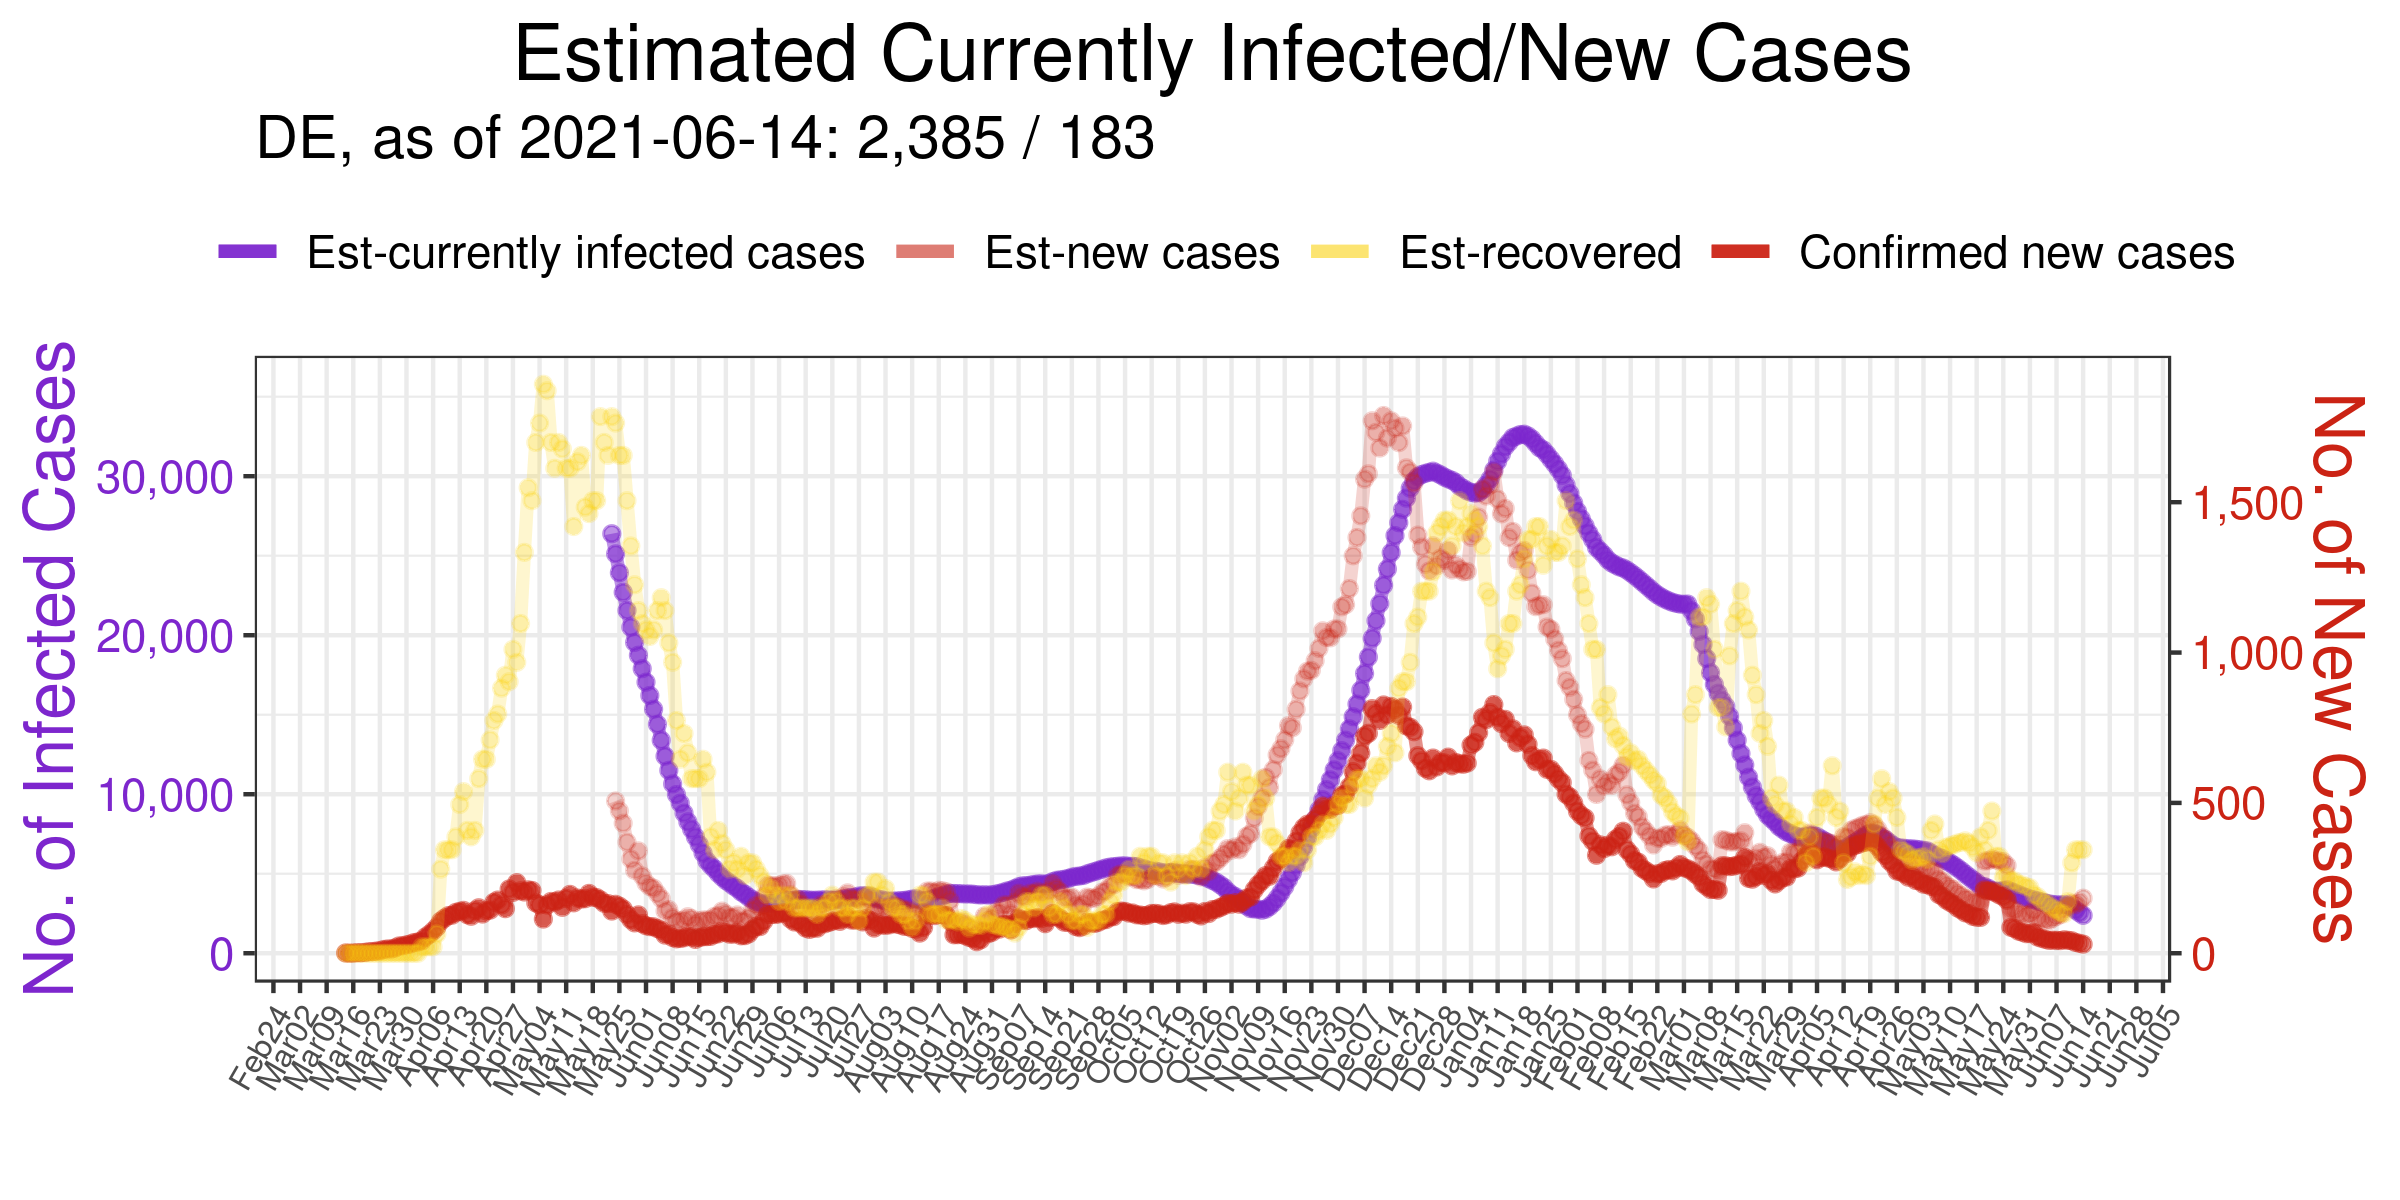 Estimated Currently Infected/New Cases
DE, as of 2021-06-14: 2,385 / 183
Est-currently infected cases Est-new cases Est-recovered Confirmed new cases
No. of Infected Cases
30,000
20,000
10,000
0
No. of New Cases
1,500
1,000
500
0
Feb24 Mar02 Mar09 Mar16 Mar23 Mar30 Apr06 Apr13 Apr20 Apr27 May04 May11 May18 May25 Jun01 Jun08 Jun15 Jun22 Jun29 Jul06 Jul13 Jul20 Jul27 Aug03 Aug10 Aug17 Aug24 Aug31 Sep07 Sep14 Sep21 Sep28 Oct05 Oct12 Oct19 Oct26 Nov02 Nov09 Nov16 Nov23 Nov30 Dec07 Dec14 Dec21 Dec28 Jan04 Jan11 Jan18 Jan25 Feb01 Feb08 Feb15 Feb22 Mar01 Mar08 Mar15 Mar22 Mar29 Apr05 Apr12 Apr19 Apr26 May03 May10 May17 May24 May31 Jun07 Jun14 Jun21 Jun28 Jul05